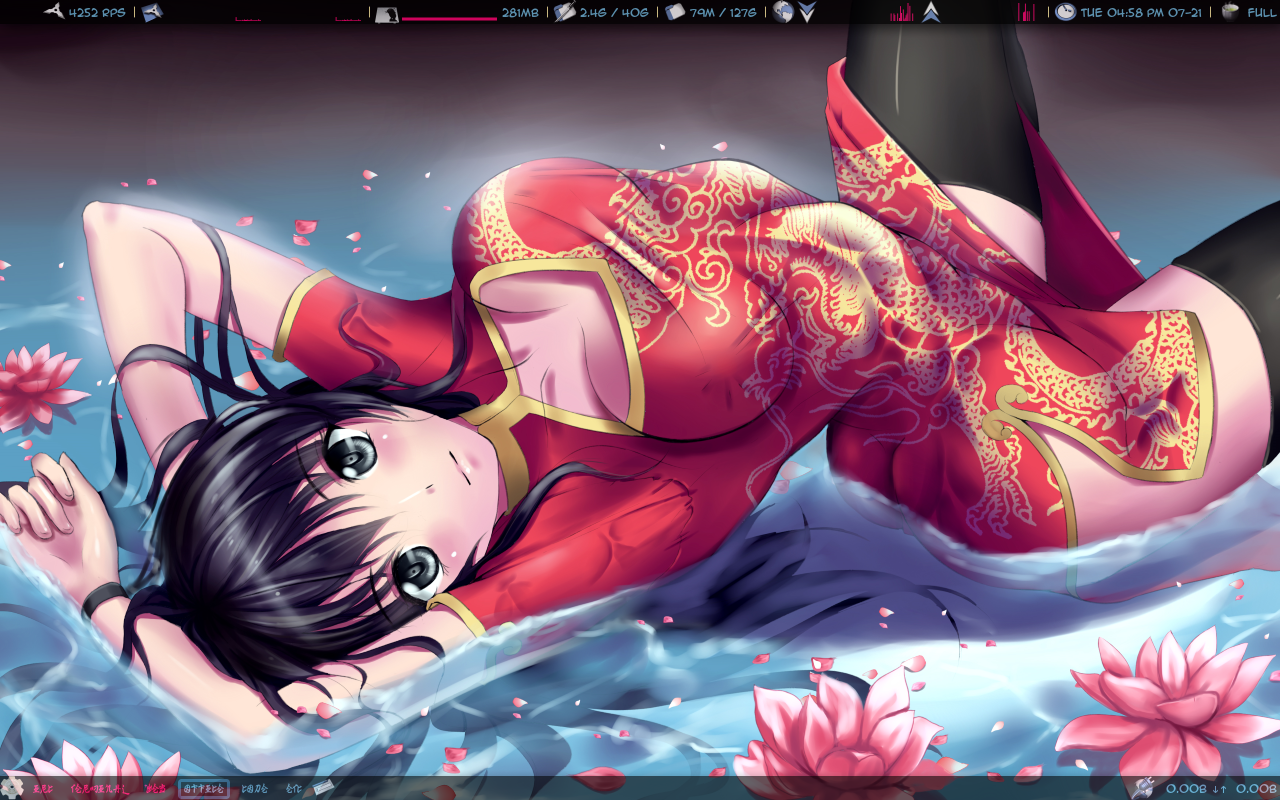 4252 RPS 281MB 2.4G / 40G 79M / 127G TUE 04:58 PM 07-21 FULL
0.00B ↓↑ 0.00B